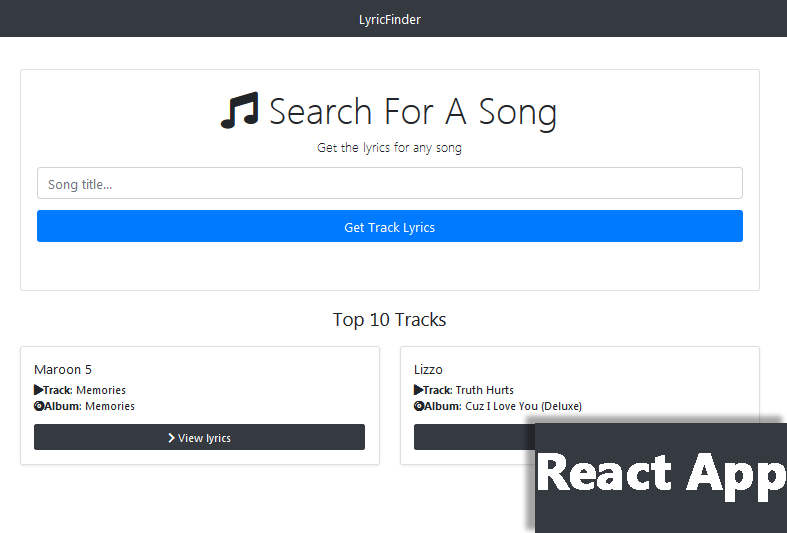 LyricFinder
Search For A Song
Get the lyrics for any song
Song title...
Get Track Lyrics
Top 10 Tracks
Maroon 5
Track: Memories
Album: Memories
View lyrics
Lizzo
Track: Truth Hurts
Album: Cuz I Love You (Deluxe)
React App